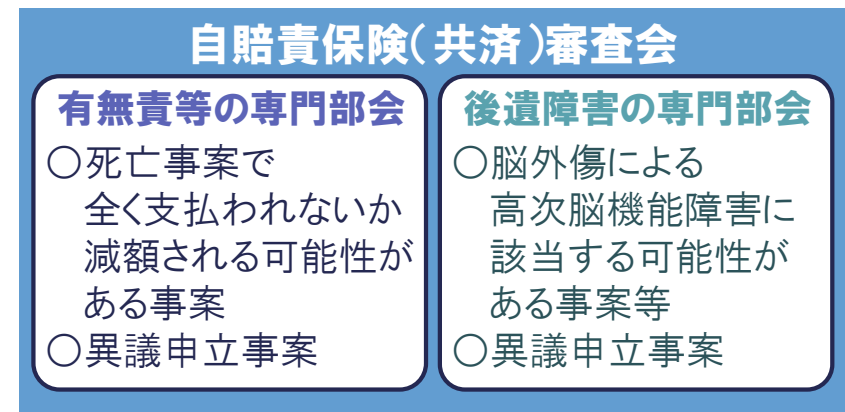 自賠責保険(共済)審査会
有無責等の専門部会
○死亡事案で
全く支払われないか
減額される可能性が
ある事案
○異議申立事案
後遺障害の専門部会
○脳外傷による
高次脳機能障害に
該当する可能性が
ある事案等
○異議申立事案